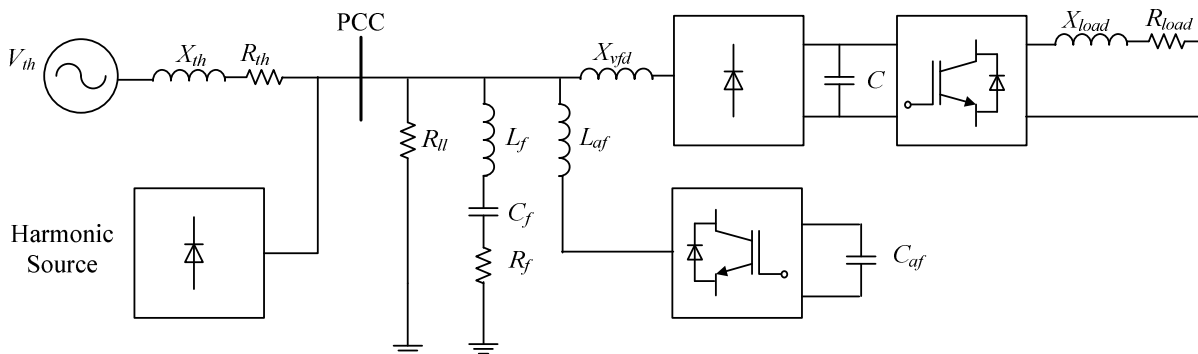 PCC
V_th
X_th
R_th
X_vfd
C
X_load
R_load
R_ll
L_f
L_af
C_f
R_f
C_af
Harmonic
Source